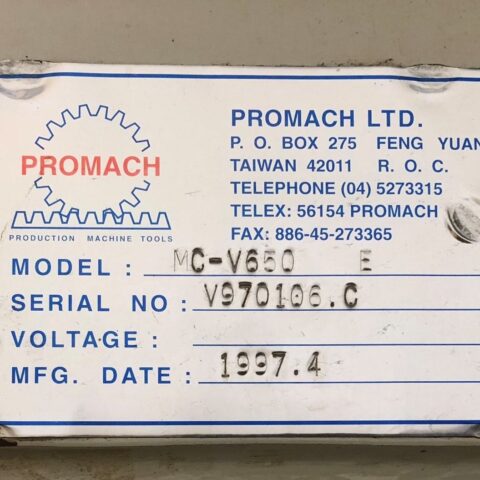 PROMACH
PRODUCTION MACHINE TOOLS
PROMACH LTD.
P. O. BOX 275 FENG YUAN
TAIWAN 42011 R. O. C.
TELEPHONE (04) 5273315
TELEX: 56154 PROMACH
FAX: 886-45-273365
MODEL : MC-V650 E
SERIAL NO : V970106.C
VOLTAGE :
MFG. DATE : 1997.4